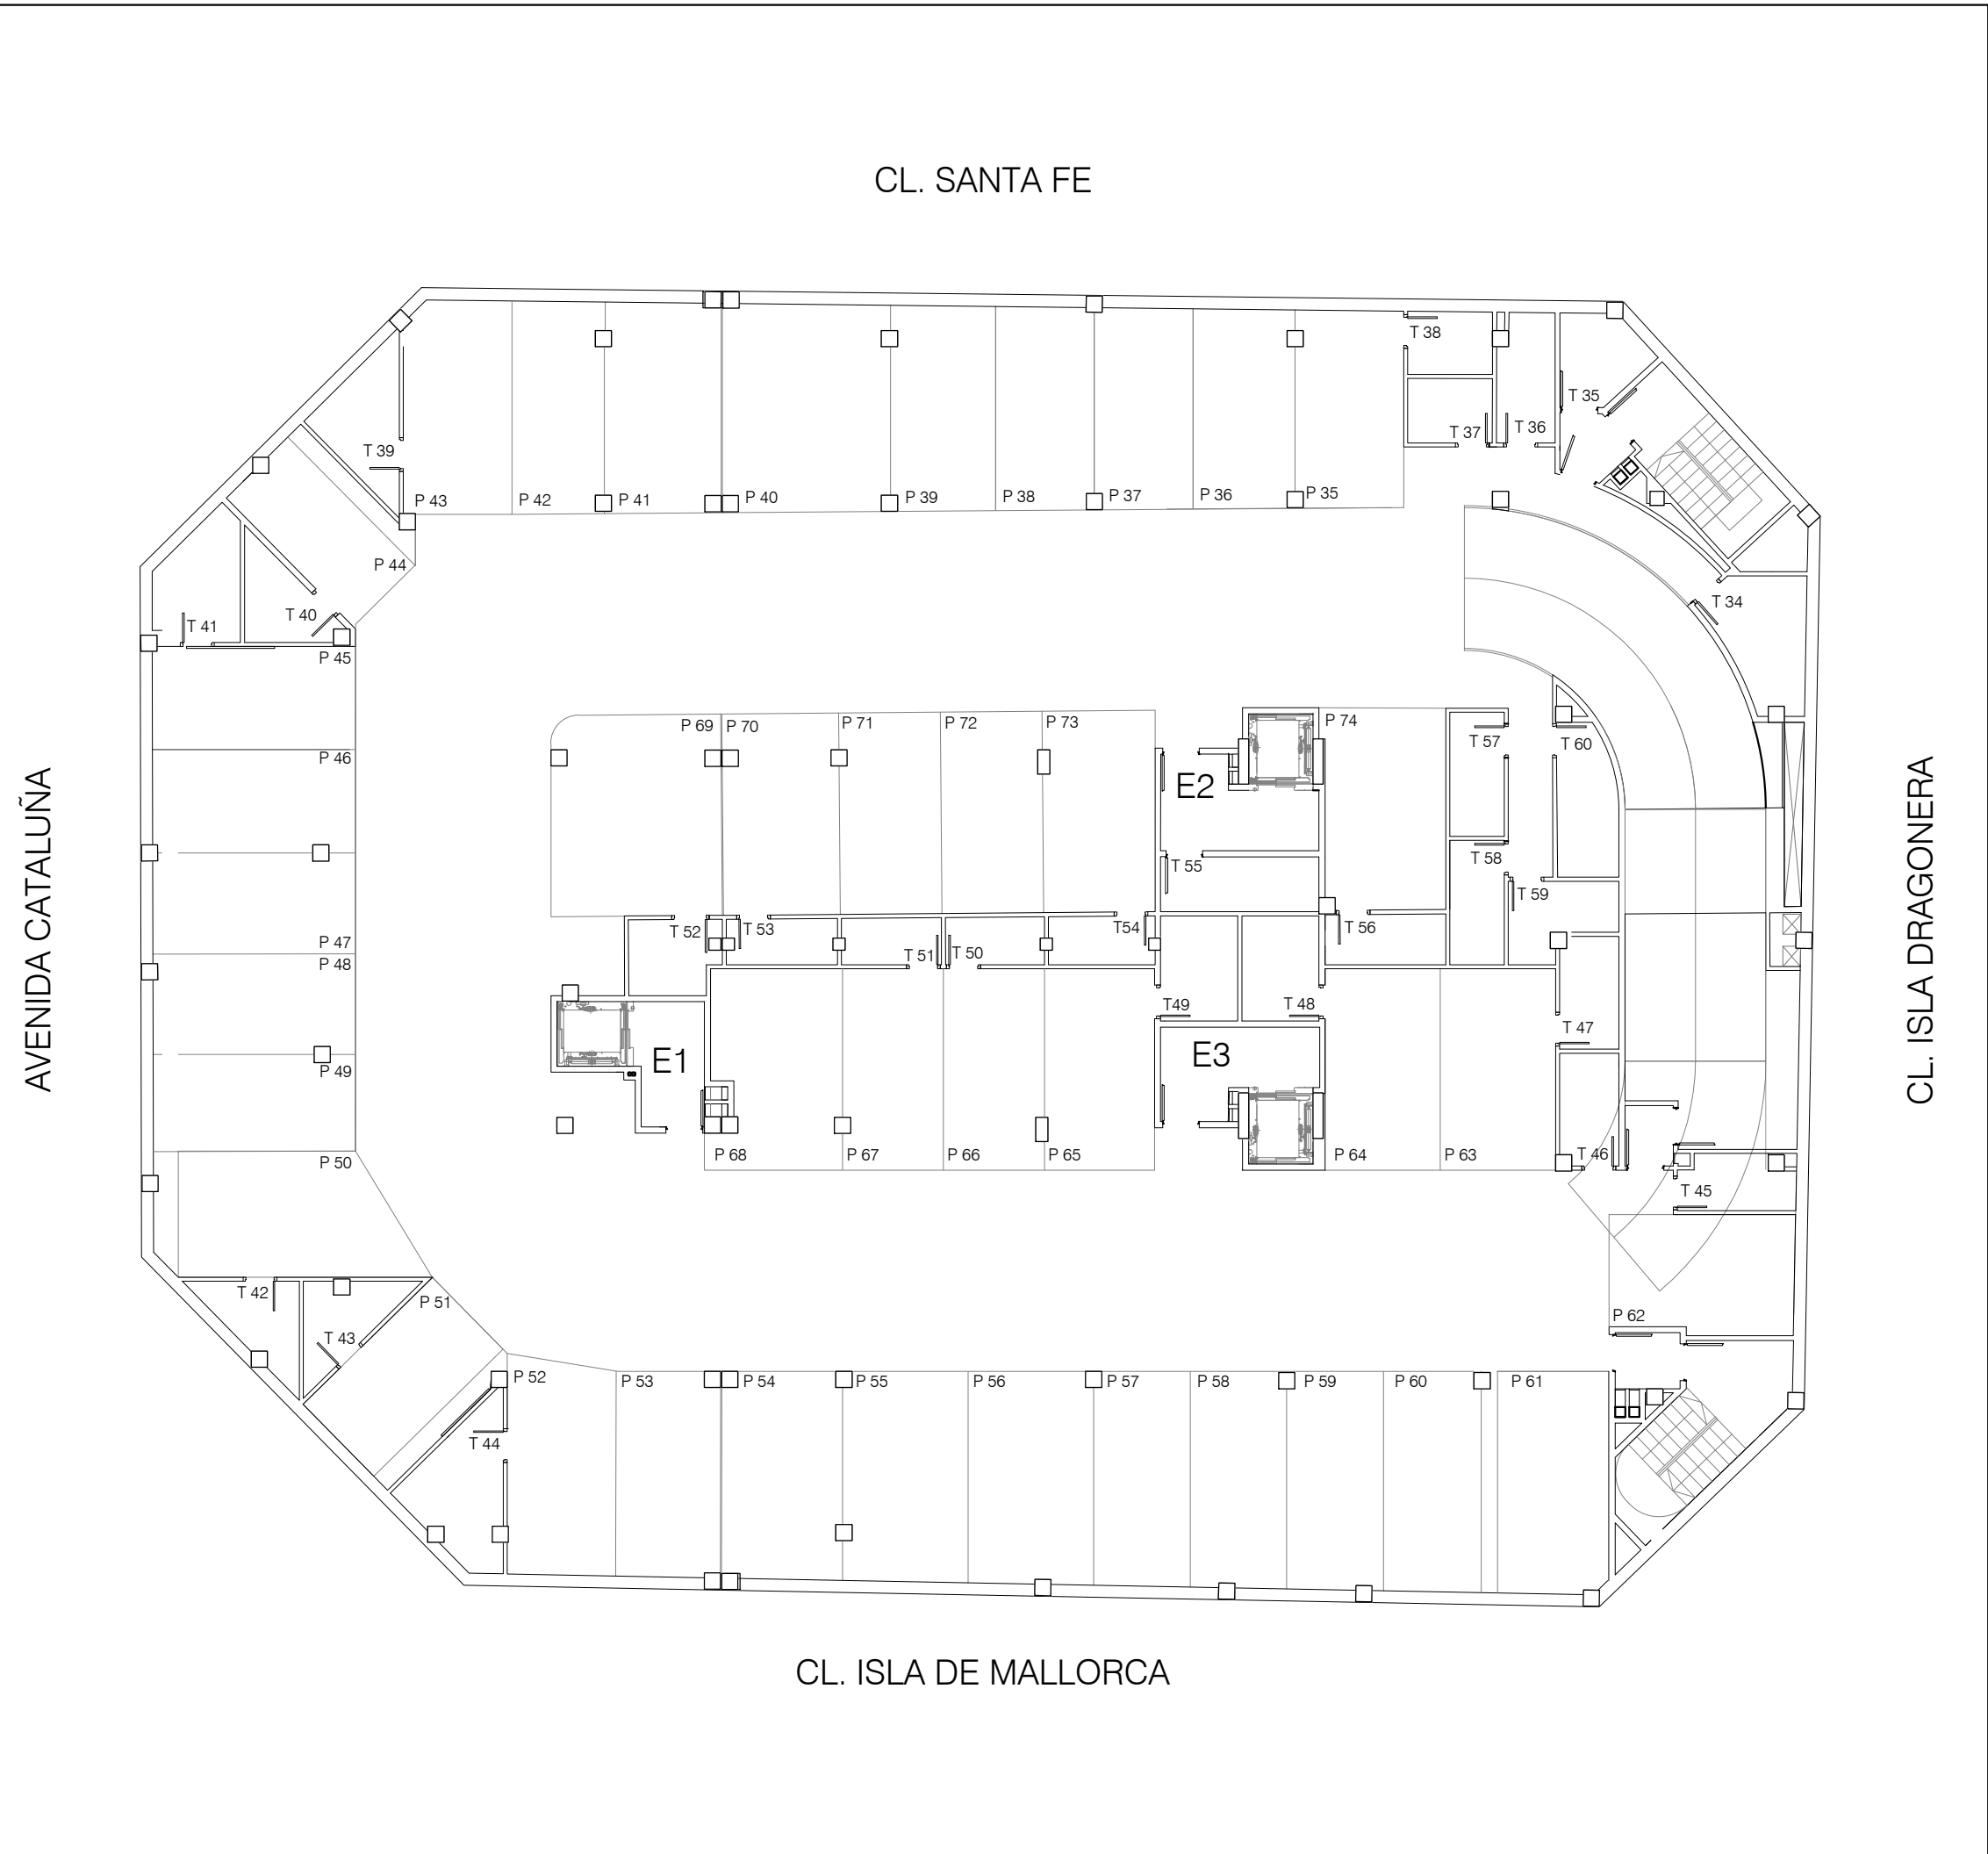 CL. SANTA FE
T 38
T 35
T 37
T 36
T 39
P 43
P 42
P 41
P 40
P 39
P 38
P 37
P 36
P 35
P 44
T 34
T 41
T 40
P 45
P 69
P 70
P 71
P 72
P 73
P 74
T 57
T 60
P 46
E2
T 58
T 55
T 59
AVENIDA CATALUÑA
CL. ISLA DRAGONERA
P 47
T 52
T 53
T54
T 56
P 48
T 51
T 50
T49
T 48
T 47
E1
E3
P 49
P 50
P 68
P 67
P 66
P 65
P 64
P 63
T 46
T 45
T 42
P 51
P 62
T 43
P 52
P 53
P 54
P 55
P 56
P 57
P 58
P 59
P 60
P 61
T 44
CL. ISLA DE MALLORCA